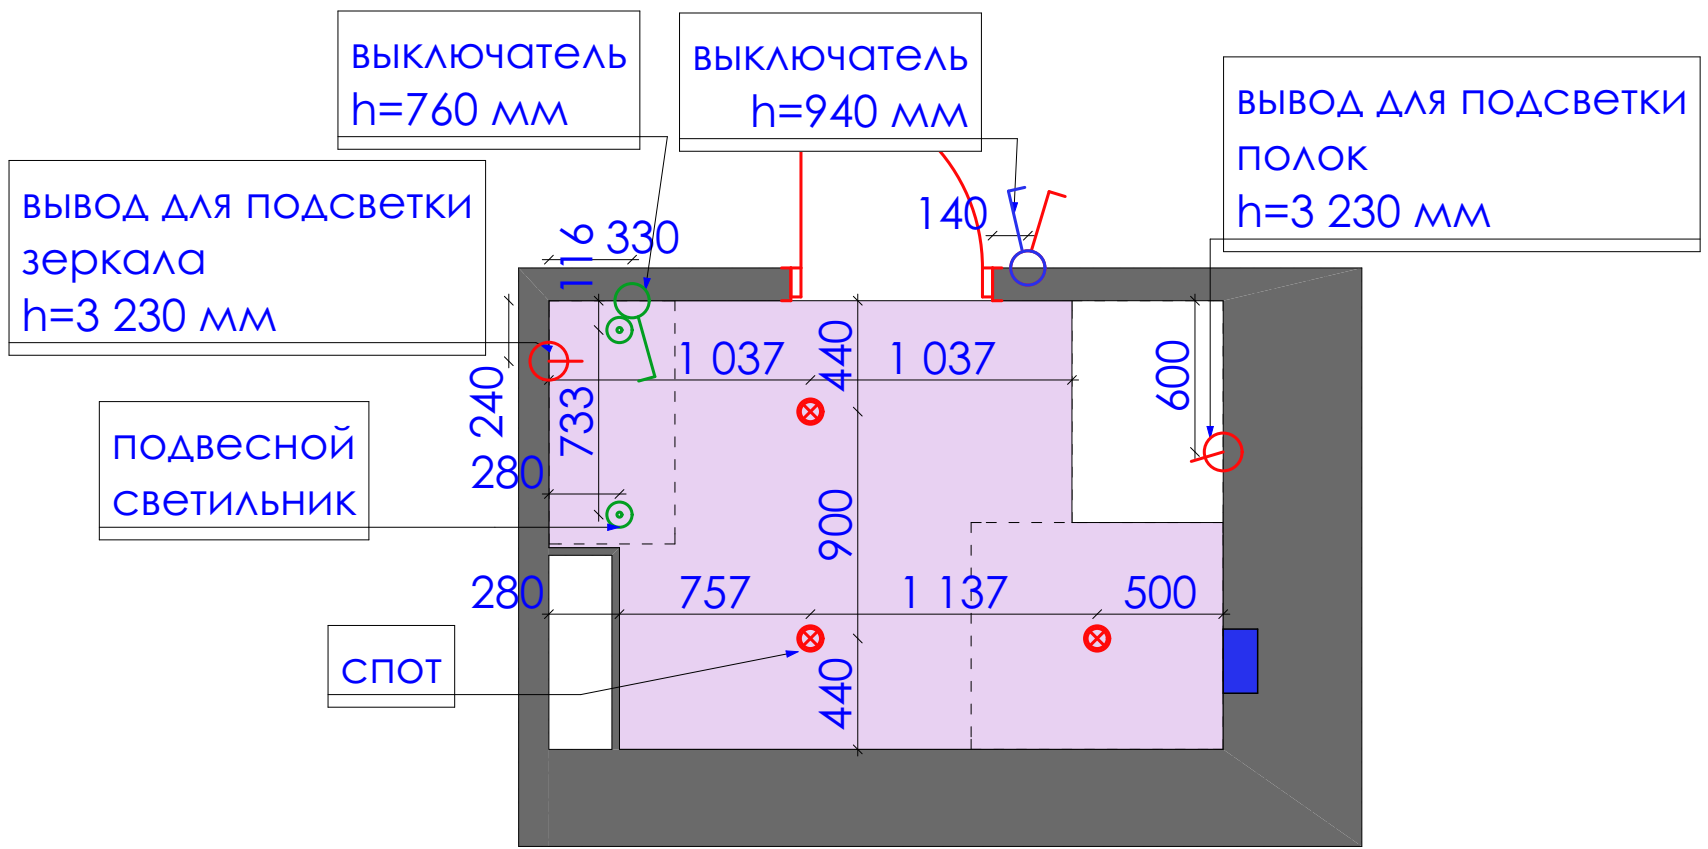 выключатель
h=760 мм
выключатель
h=940 мм
вывод для подсветки
полок
h=3 230 мм
вывод для подсветки
зеркала
h=3 230 мм
116
330
140
240
1 037
440
1 037
600
733
подвесной
светильник
280
900
280
757
1 137
500
спот
440